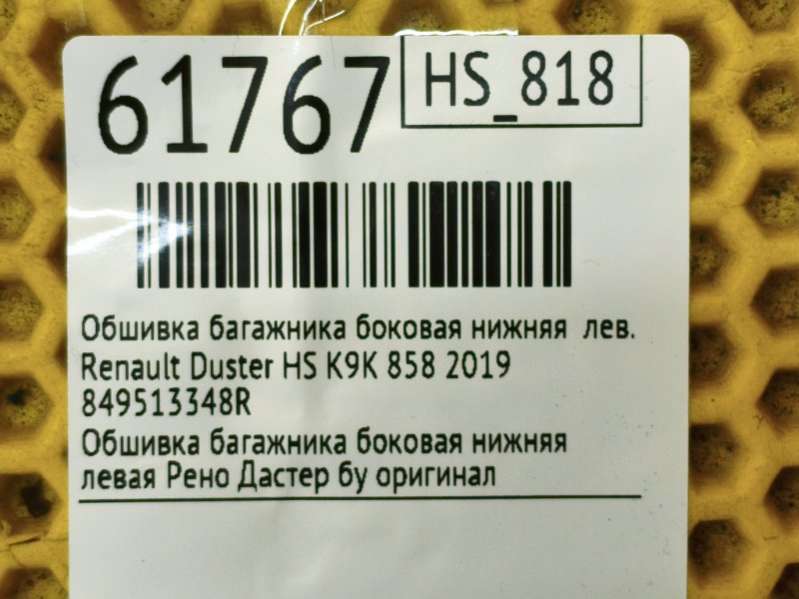 61767
HS_818
Обшивка багажника боковая нижняя лев.
Renault Duster HS K9K 858 2019
849513348R
Обшивка багажника боковая нижняя
левая Рено Дастер бу оригинал